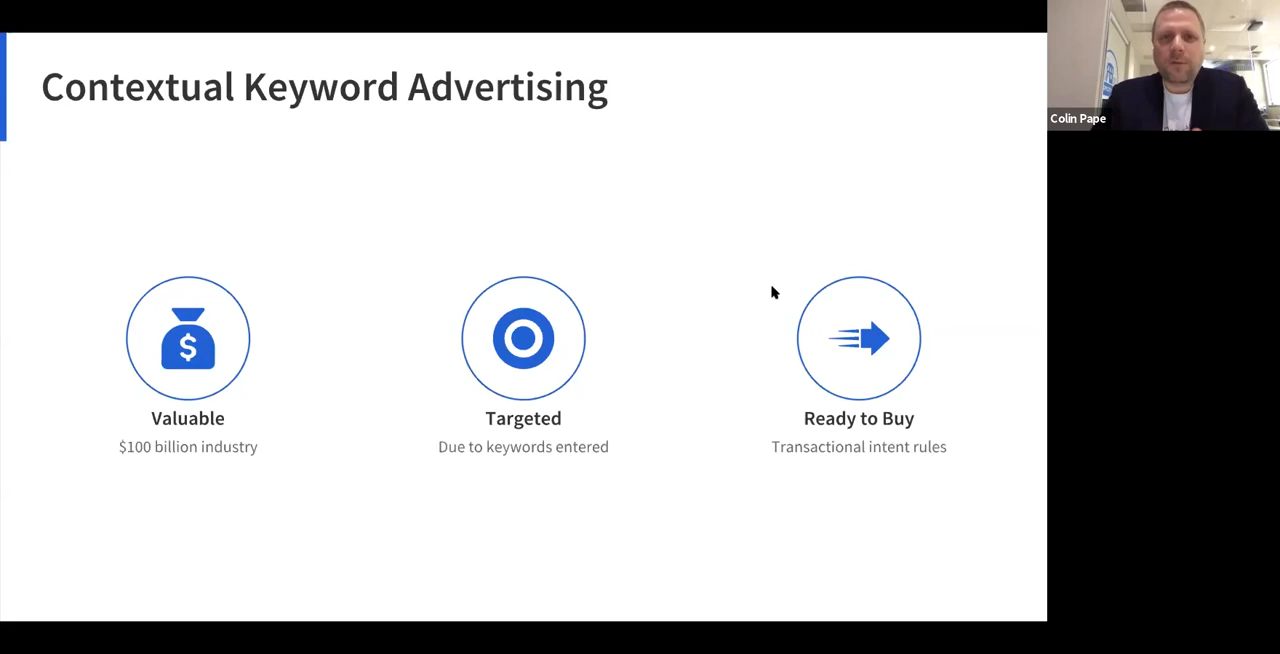 Contextual Keyword Advertising
Colin Pape
$
Valuable
$100 billion industry
Targeted
Due to keywords entered
Ready to Buy
Transactional intent rules